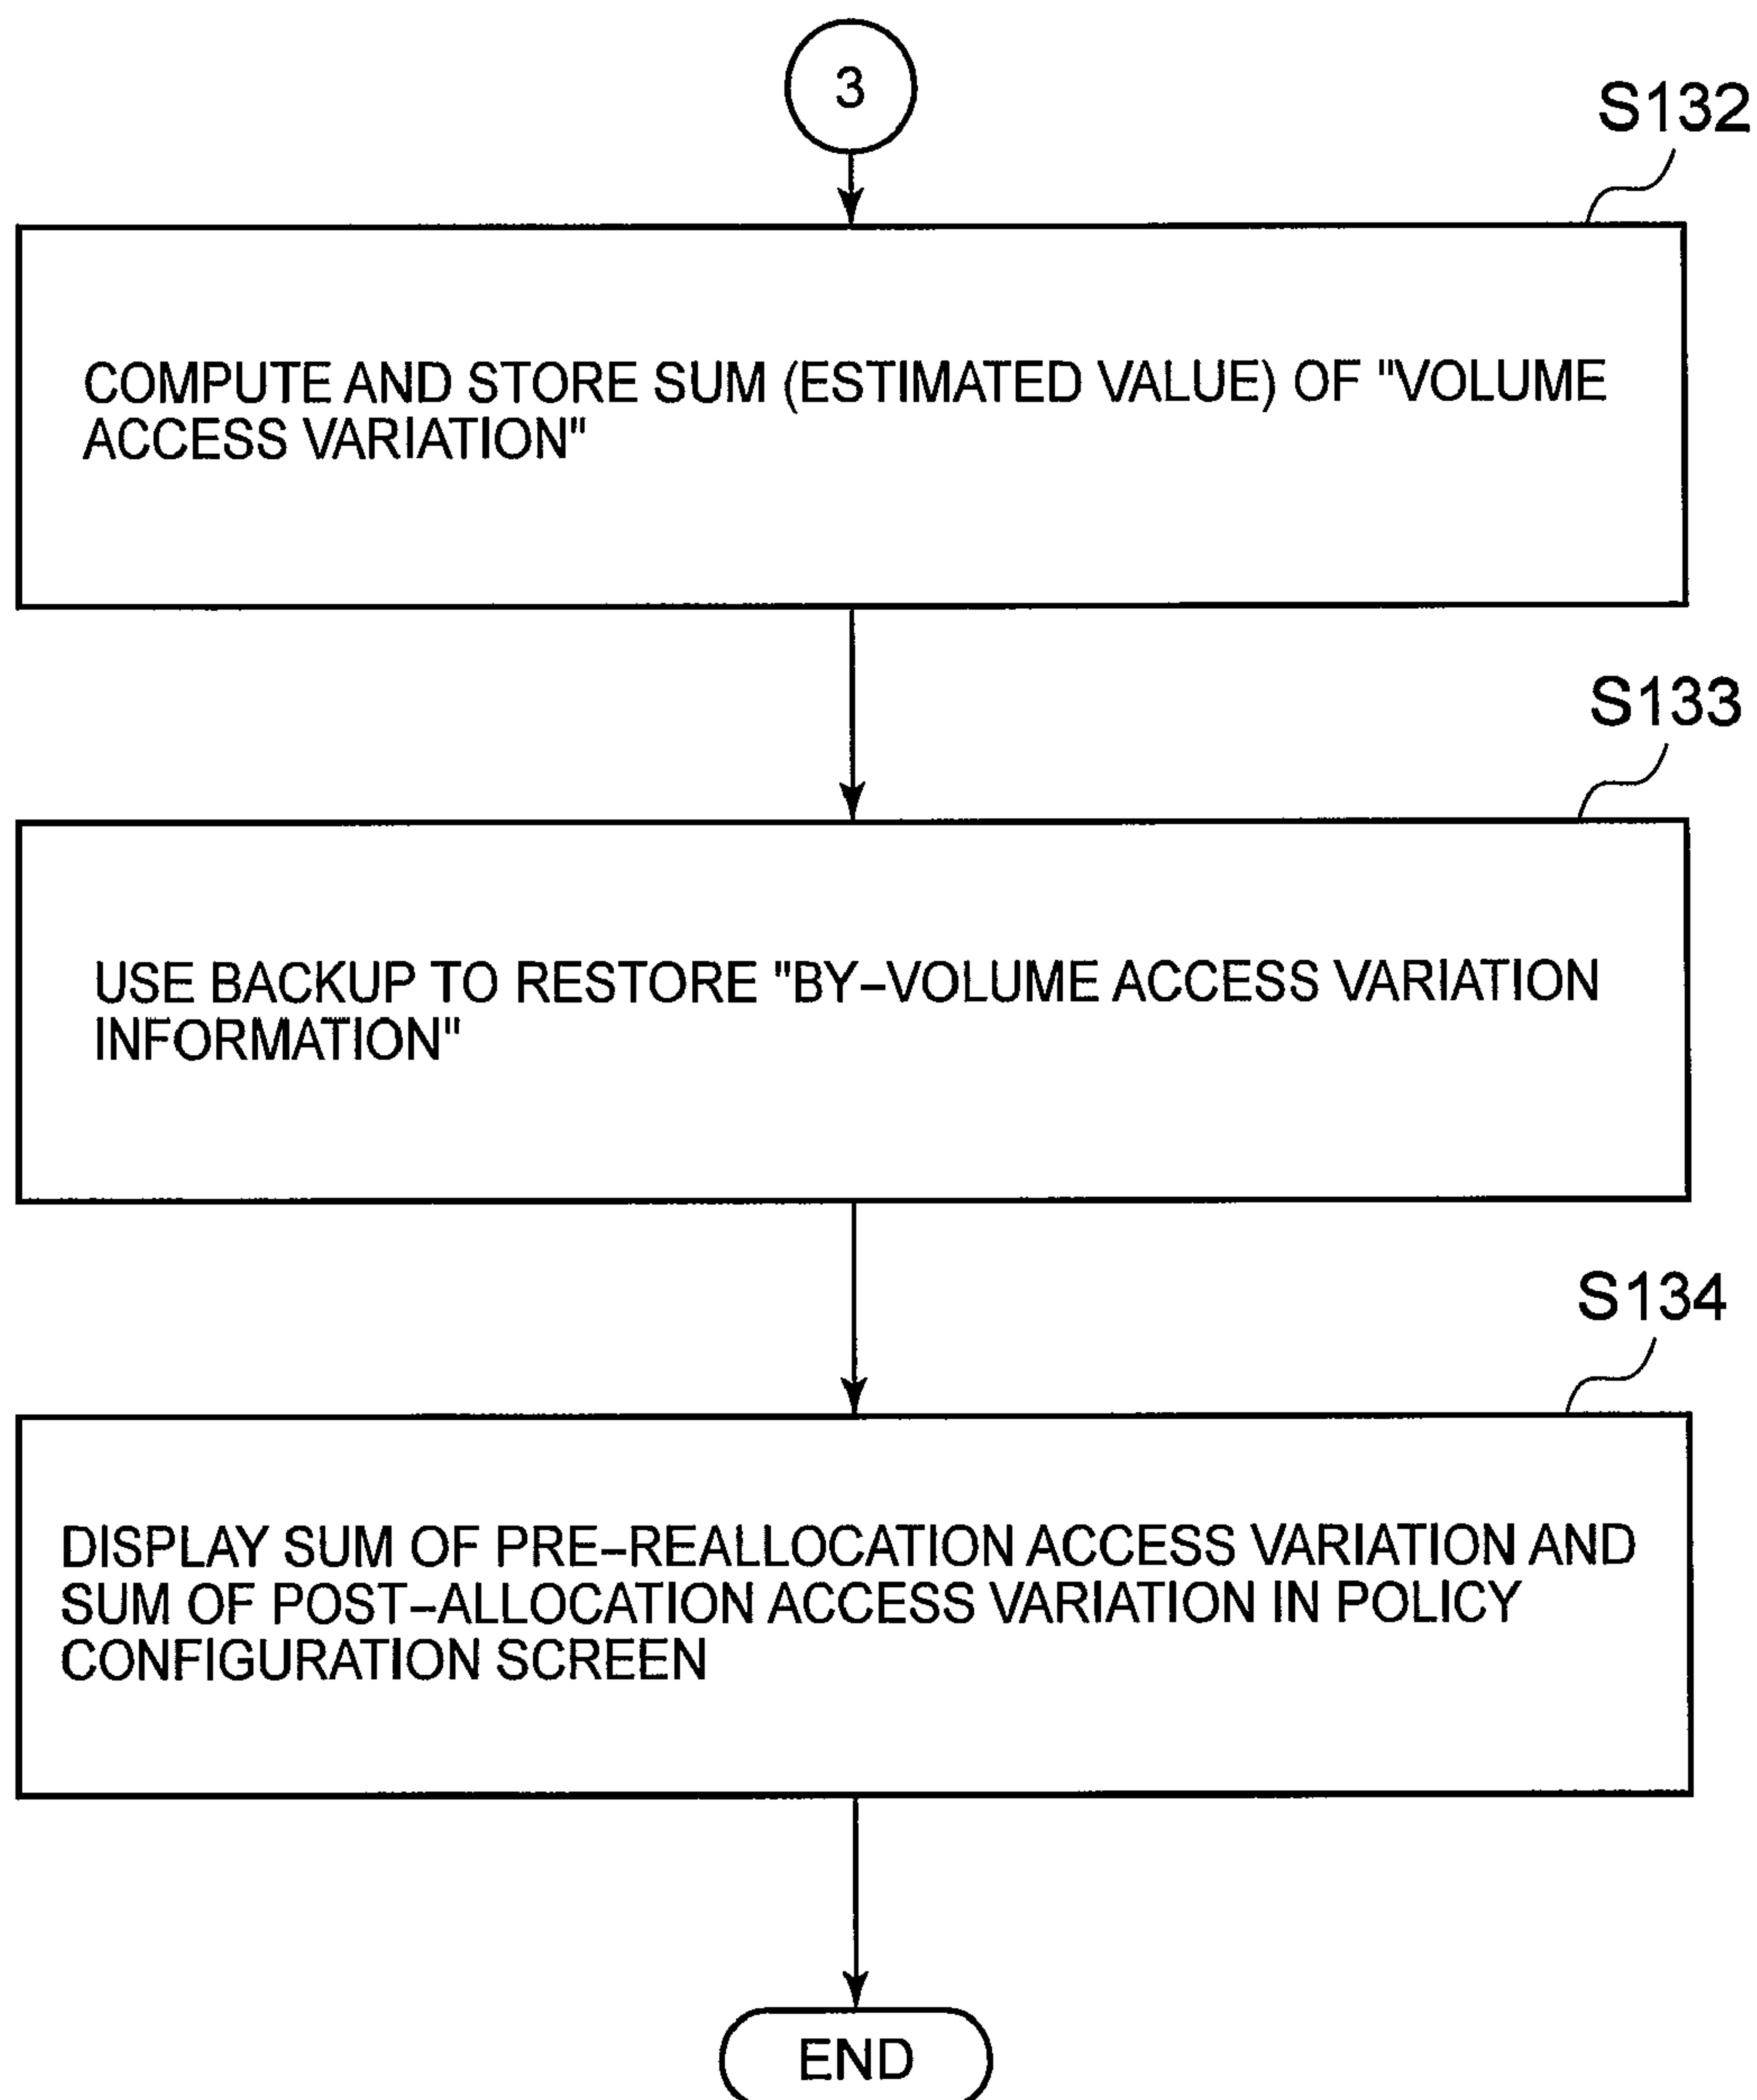 3
S132
COMPUTE AND STORE SUM (ESTIMATED VALUE) OF "VOLUME
ACCESS VARIATION"
S133
USE BACKUP TO RESTORE "BY-VOLUME ACCESS VARIATION
INFORMATION"
S134
DISPLAY SUM OF PRE-REALLOCATION ACCESS VARIATION AND
SUM OF POST-ALLOCATION ACCESS VARIATION IN POLICY
CONFIGURATION SCREEN
END